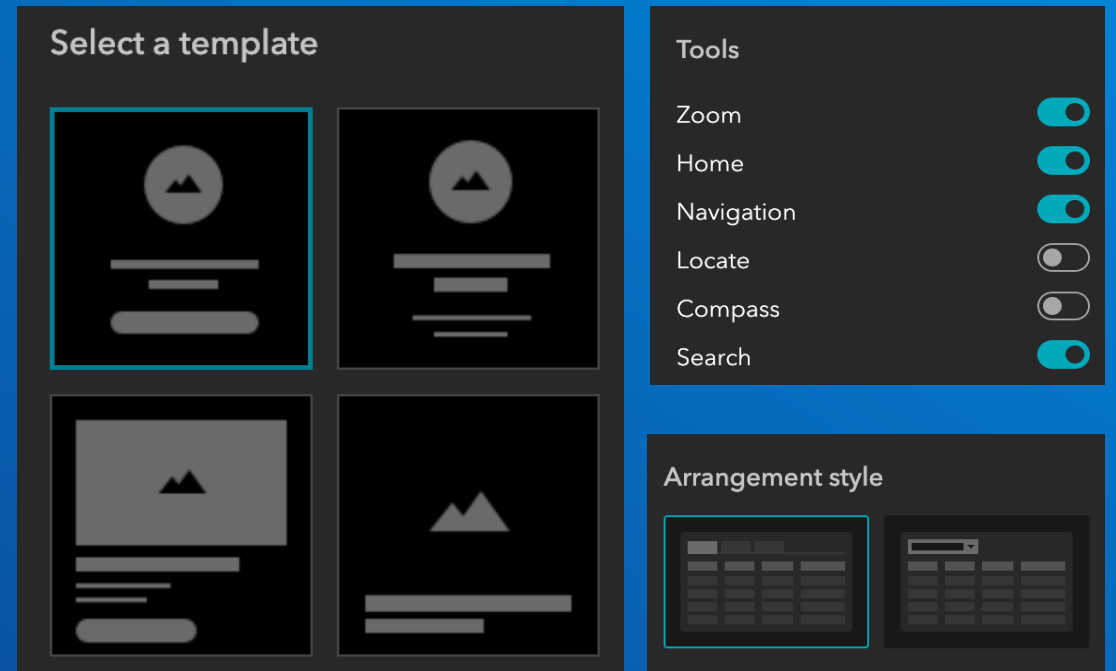 Select a template
Tools
Zoom
Home
Navigation
Locate
Compass
Search
Arrangement style